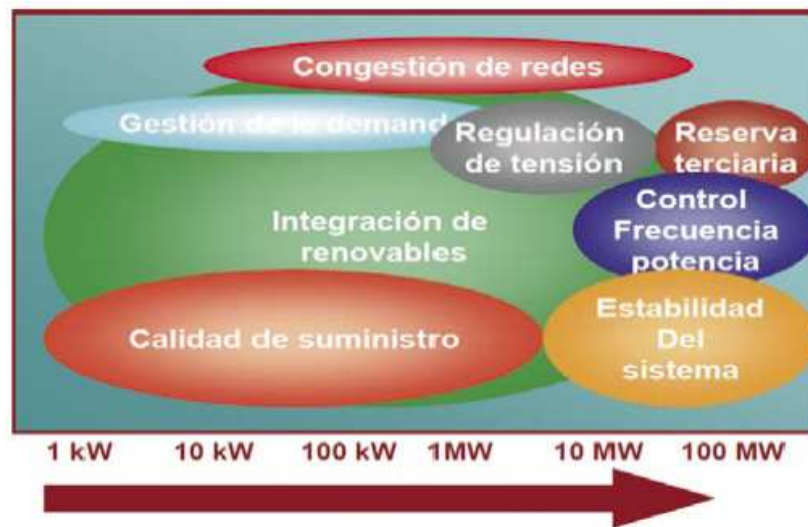 Congestión de redes
Gestión de la demand
Regulación
de tensión
Reserva
terciaria
Integración de
renovables
Control
Frecuencia
potencia
Calidad de suministro
Estabilidad
Del
sistema
1 kW 10 kW 100 kW 1MW 10 MW 100 MW